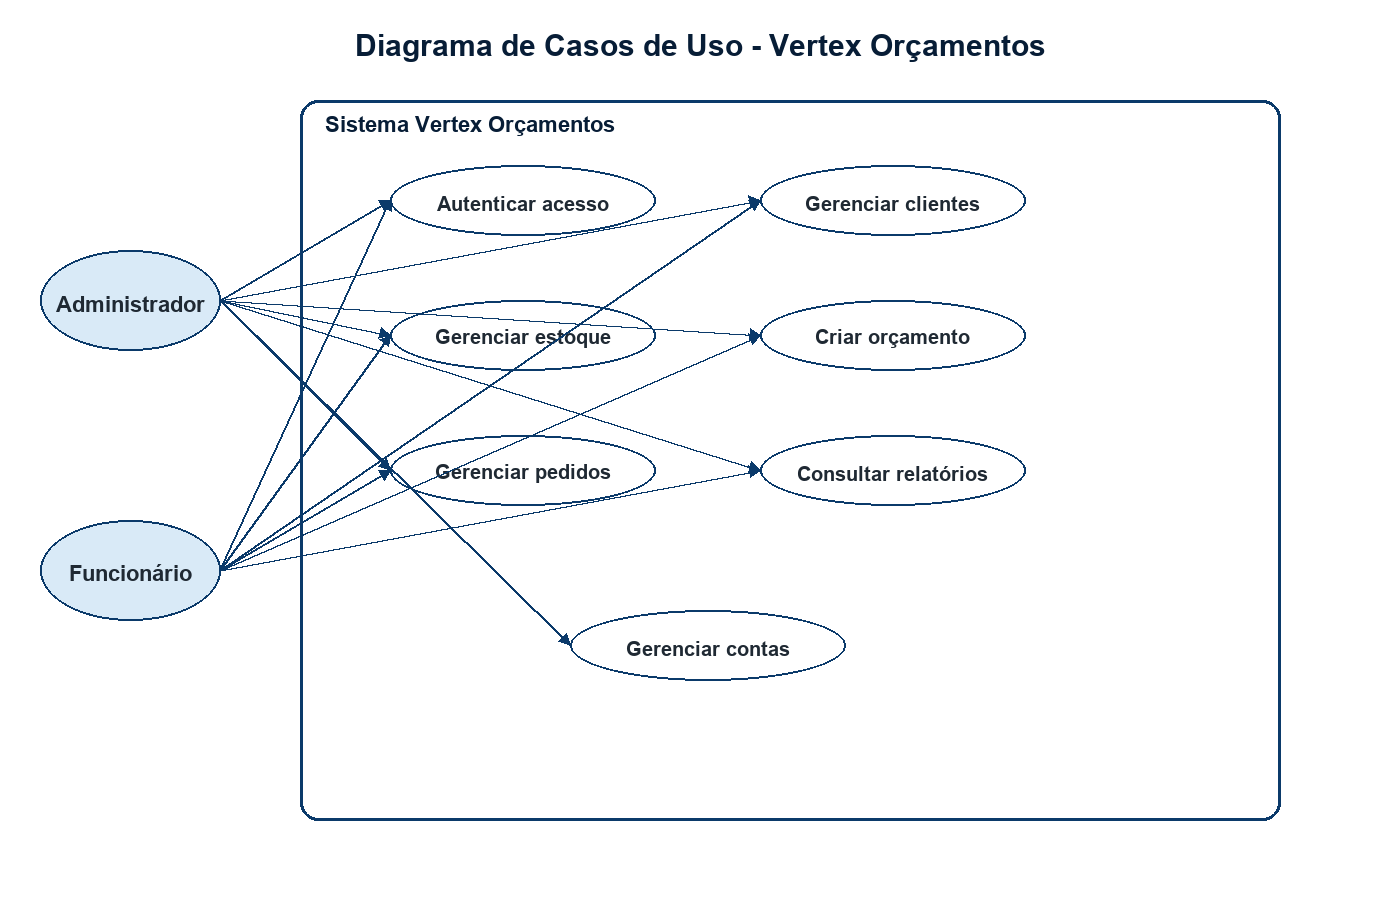 Diagrama de Casos de Uso - Vertex Orçamentos
Sistema Vertex Orçamentos
Autenticar acesso
Gerenciar clientes
Administrador
Gerenciar estoque
Criar orçamento
Gerenciar pedidos
Consultar relatórios
Funcionário
Gerenciar contas